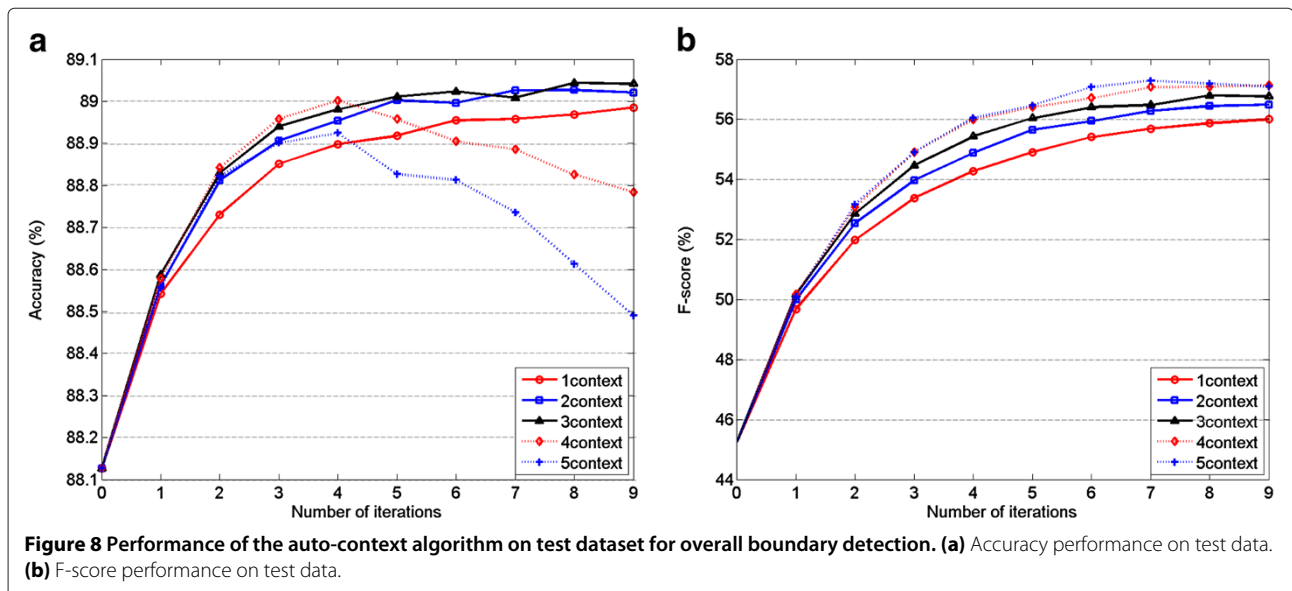 a
89.1
89
88.9
88.8
88.7
88.6
88.5
88.4
88.3
88.2
88.1
Accuracy (%)
0 1 2 3 4 5 6 7 8 9
Number of iterations
1context
2context
3context
4context
5context
b
58
56
54
52
50
48
46
44
F-score (%)
0 1 2 3 4 5 6 7 8 9
Number of iterations
1context
2context
3context
4context
5context
Figure 8 Performance of the auto-context algorithm on test dataset for overall boundary detection. (a) Accuracy performance on test data.
(b) F-score performance on test data.